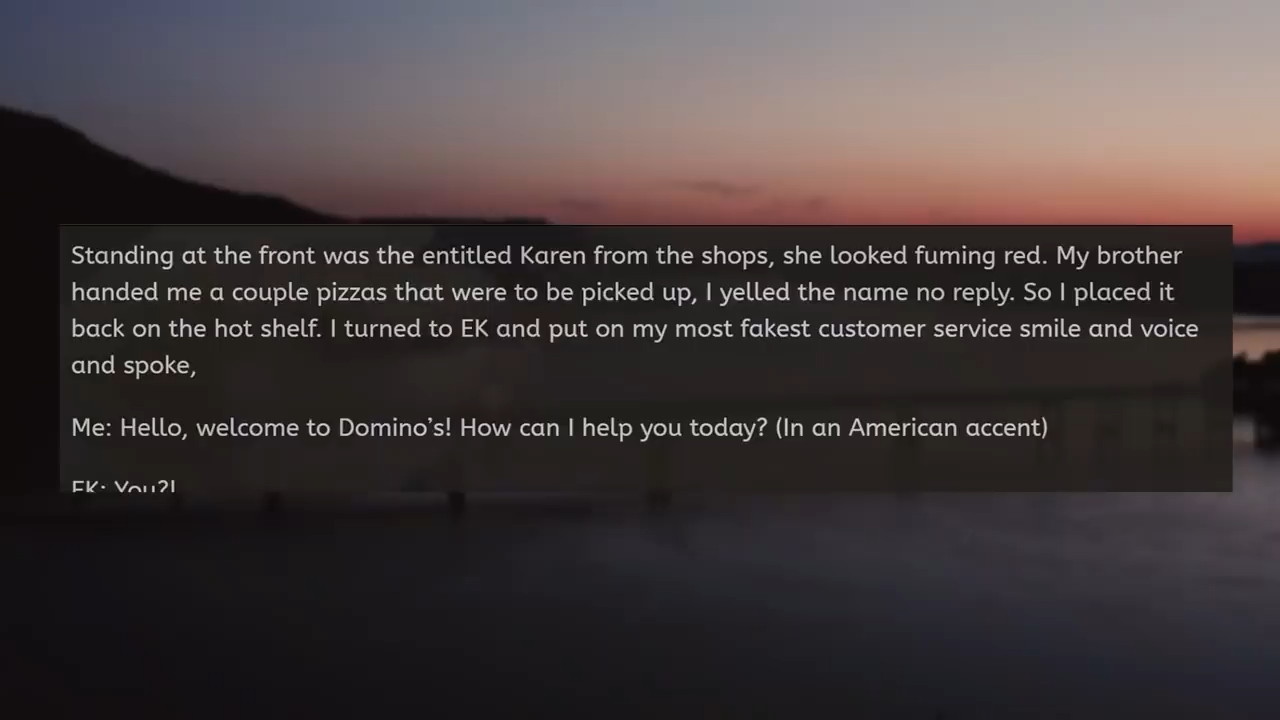 Standing at the front was the entitled Karen from the shops, she looked fuming red. My brother
handed me a couple pizzas that were to be picked up, I yelled the name no reply. So I placed it
back on the hot shelf. I turned to EK and put on my most fakest customer service smile and voice
and spoke,
Me: Hello, welcome to Domino’s! How can I help you today? (In an American accent)
EK: You?!